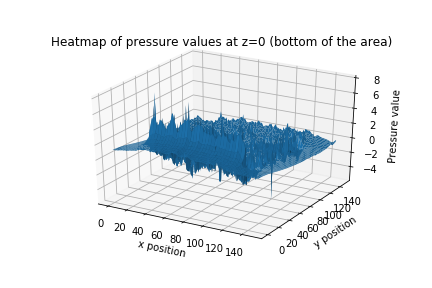 Heatmap of pressure values at z=0 (bottom of the area)
8
6
4
2
0
−2
−4
Pressure value
0 20 40 60 80 100 120 140
x position
0 20 40 60 80 100 120 140
y position